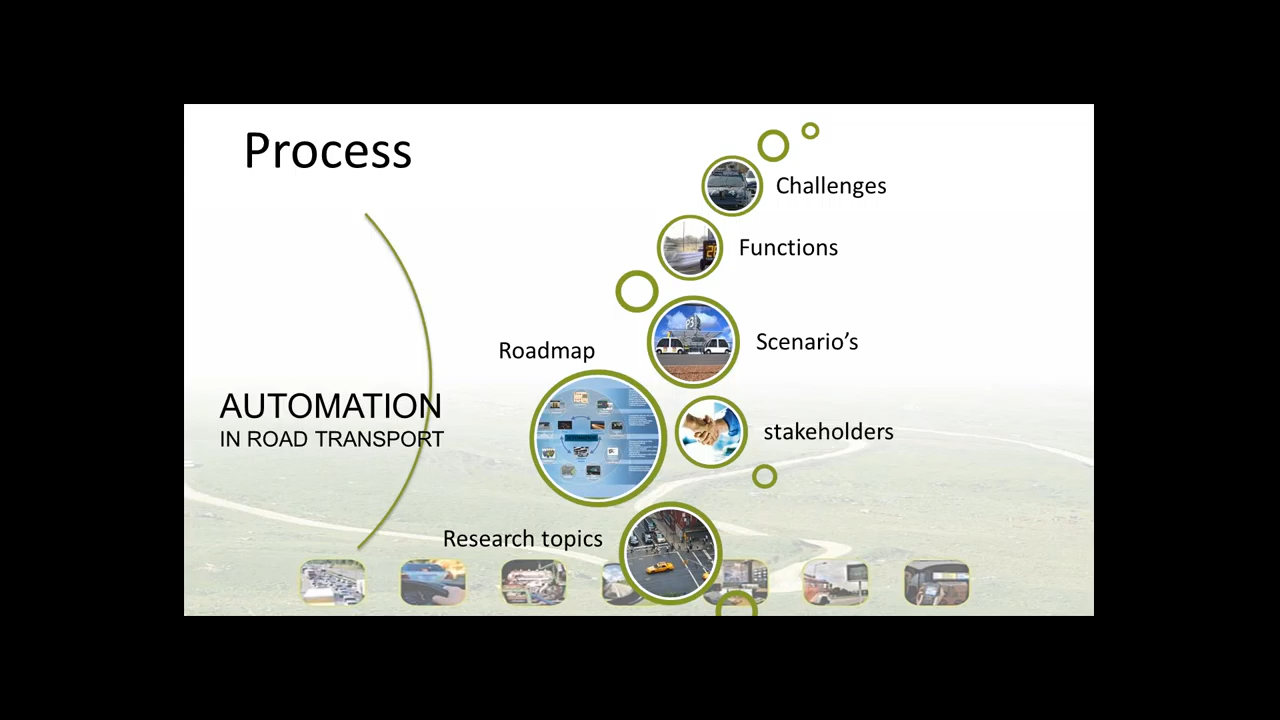 Process
Challenges
Functions
Scenario's
Roadmap
AUTOMATION
IN ROAD TRANSPORT
stakeholders
Research topics